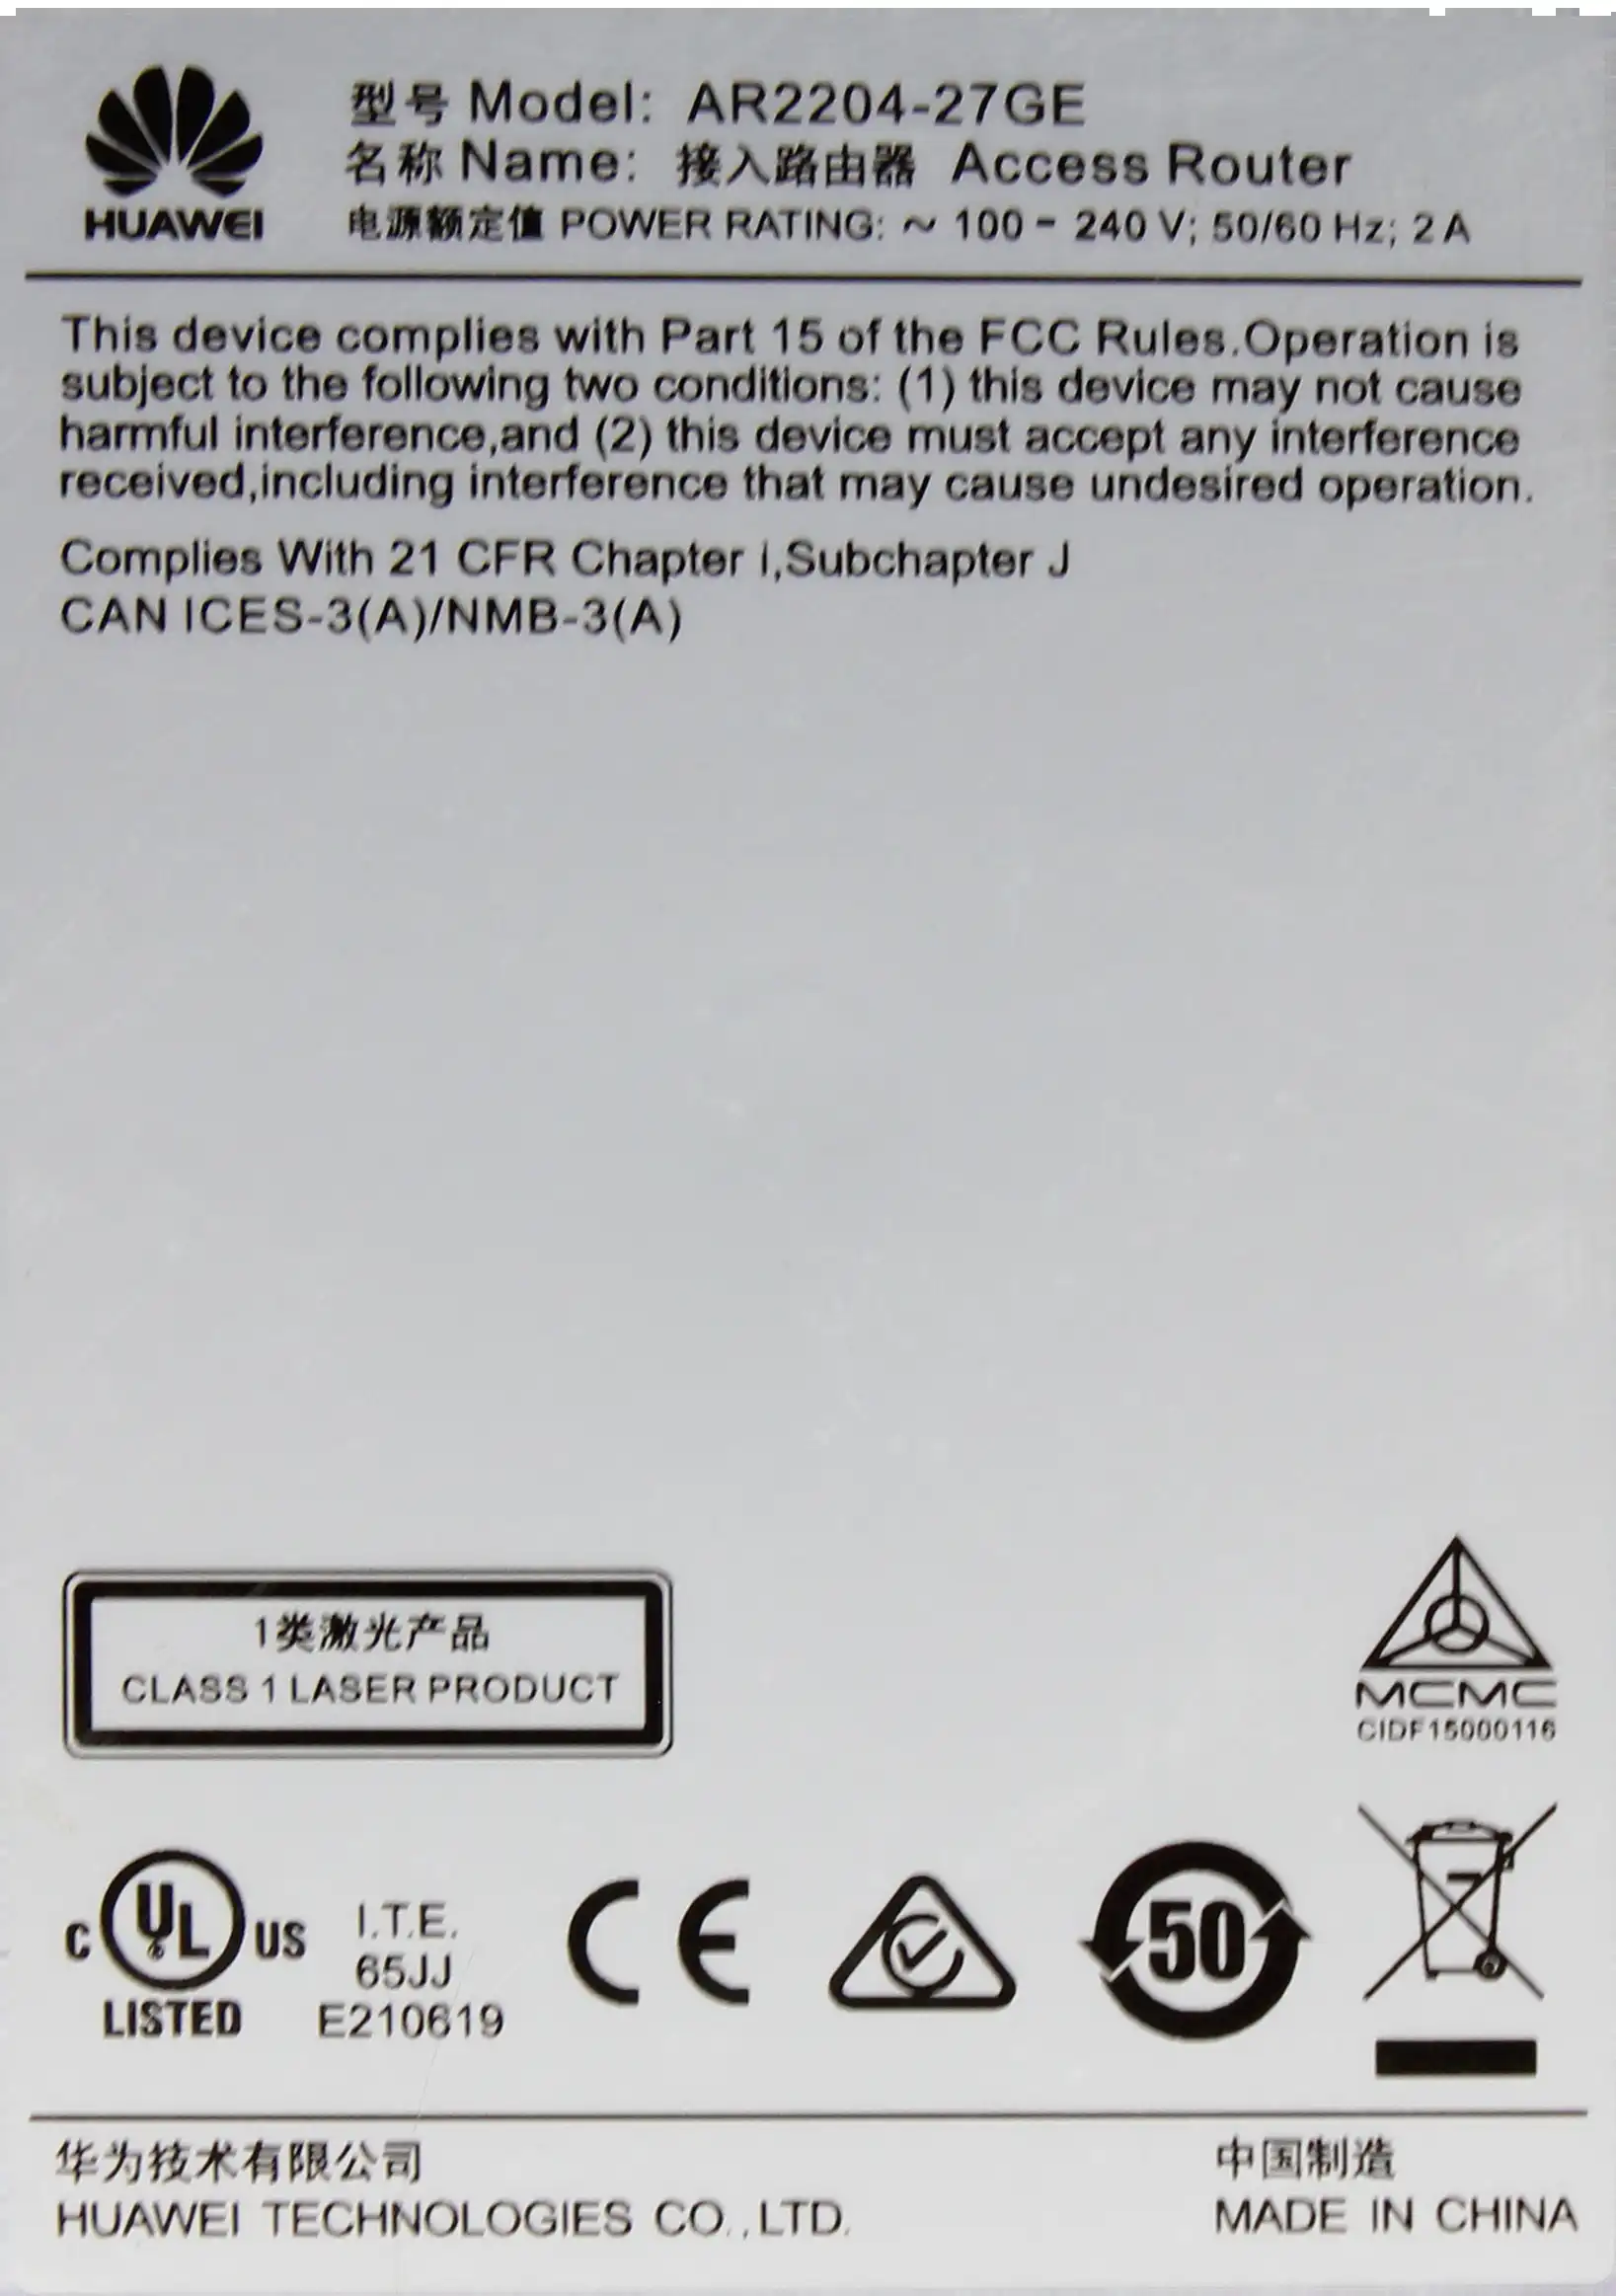 HUAWEI
型号 Model: AR2204-27GE
名称 Name: 接入路由器 Access Router
电源额定值 POWER RATING: ~ 100 - 240 V; 50/60 Hz; 2 A
This device complies with Part 15 of the FCC Rules.Operation is
subject to the following two conditions: (1) this device may not cause
harmful interference,and (2) this device must accept any interference
received,including interference that may cause undesired operation.
Complies With 21 CFR Chapter I,Subchapter J
CAN ICES-3(A)/NMB-3(A)
1类激光产品
CLASS 1 LASER PRODUCT
MCMC
CIDF15000116
C UL US
LISTED
I.T.E.
65JJ
E210619
CE
50
华为技术有限公司
HUAWEI TECHNOLOGIES CO.,LTD.
中国制造
MADE IN CHINA